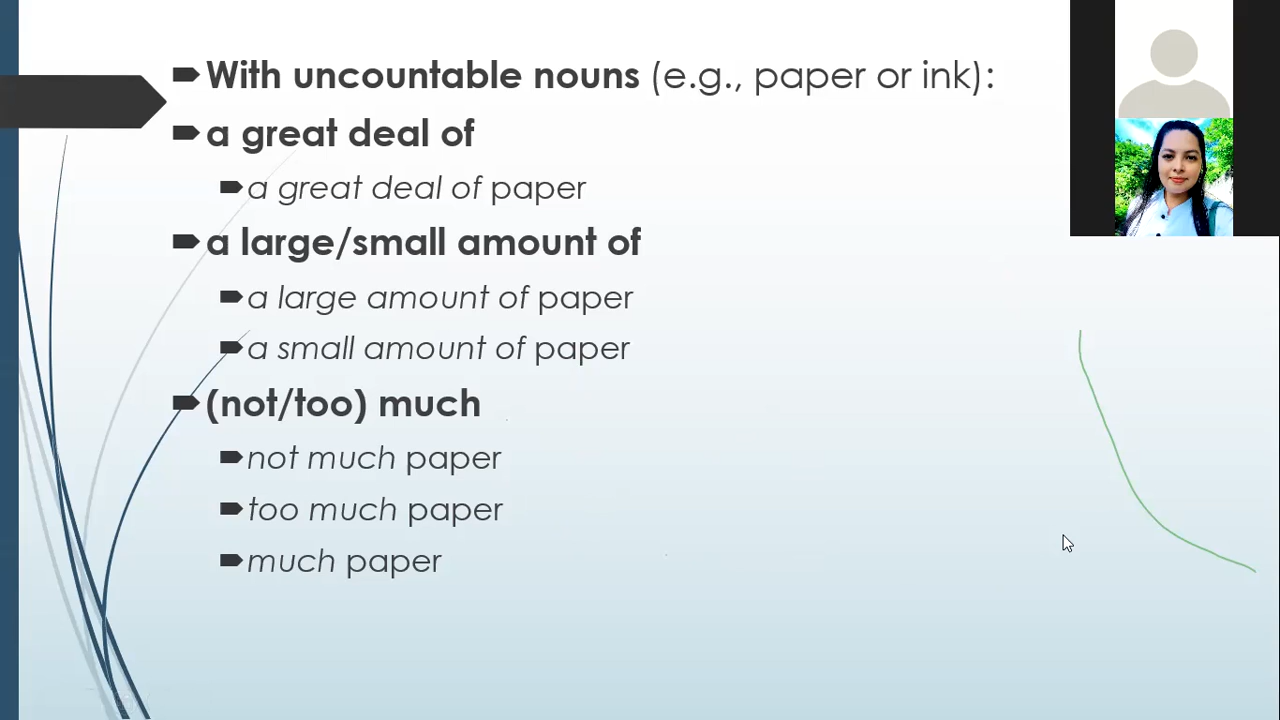 With uncountable nouns (e.g., paper or ink):
a great deal of
a great deal of paper
a large/small amount of
a large amount of paper
a small amount of paper
(not/too) much
not much paper
too much paper
much paper